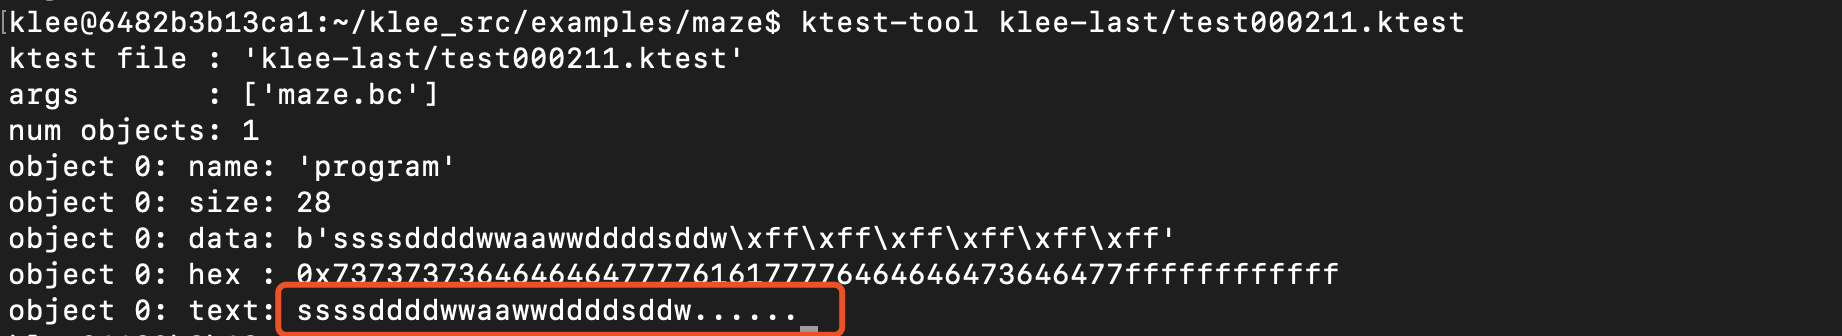 [klee@6482b3b13ca1:~/klee_src/examples/maze$ ktest-tool klee-last/test000211.ktest
ktest file : 'klee-last/test000211.ktest'
args       : ['maze.bc']
num objects: 1
object 0: name: 'program'
object 0: size: 28
object 0: data: b'ssssddddwwaawwddddsddw\xff\xff\xff\xff\xff\xff'
object 0: hex : 0x73737373646464647777616177776464646473646477ffffffffffff
object 0: text: ssssddddwwaawwddddsddw......